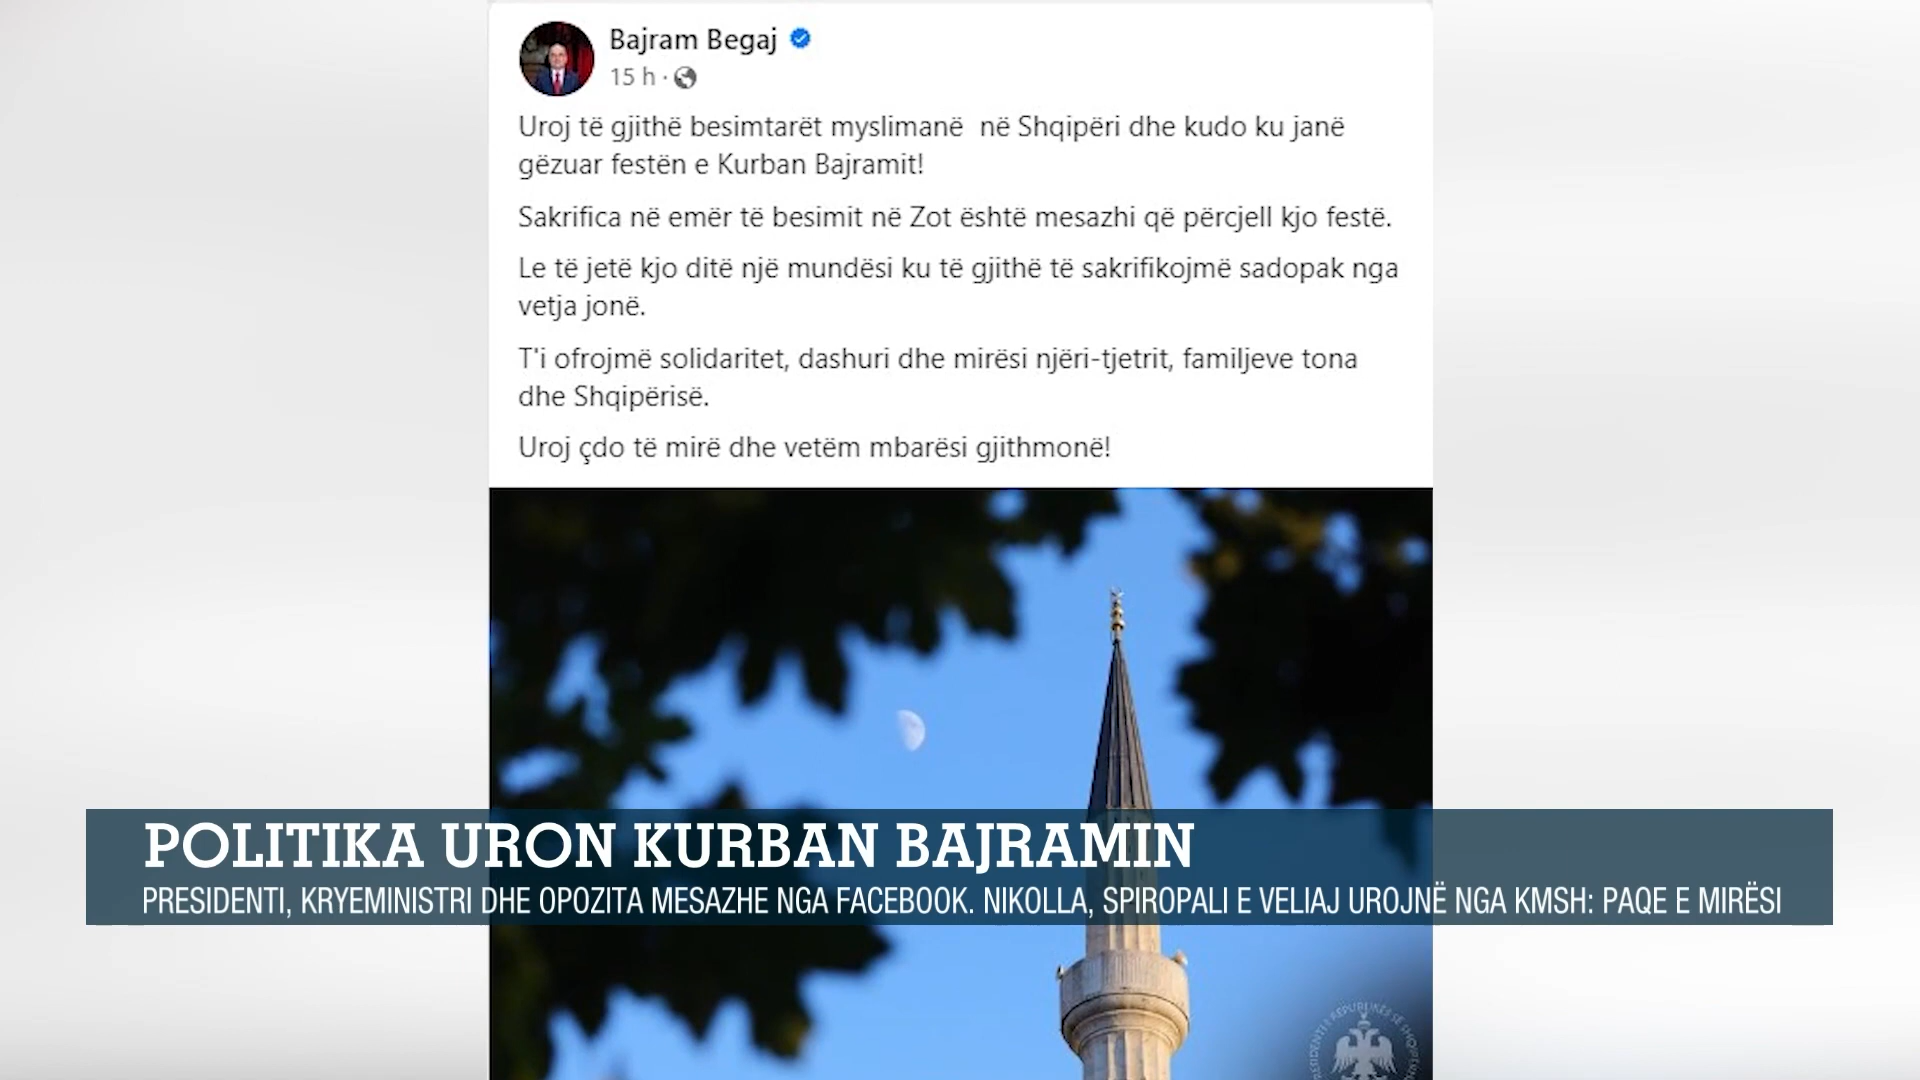 Bajram Begaj
15 h ·
Uroj të gjithë besimtarët myslimanë në Shqipëri dhe kudo ku janë
gëzuar festën e Kurban Bajramit!
Sakrifica në emër të besimit në Zot është mesazhi që përcjell kjo festë.
Le të jetë kjo ditë një mundësi ku të gjithë të sakrifikojmë sadopak nga
vetja jonë.
T'i ofrojmë solidaritet, dashuri dhe mirësi njëri-tjetrit, familjeve tona
dhe Shqipërisë.
Uroj çdo të mirë dhe vetëm mbarësi gjithmonë!
POLITIKA URON KURBAN BAJRAMIN
PRESIDENTI, KRYEMINISTRI DHE OPOZITA MESAZHE NGA FACEBOOK. NIKOLLA, SPIROPALI E VELIAJ UROJNË NGA KMSH: PAQE E MIRËSI